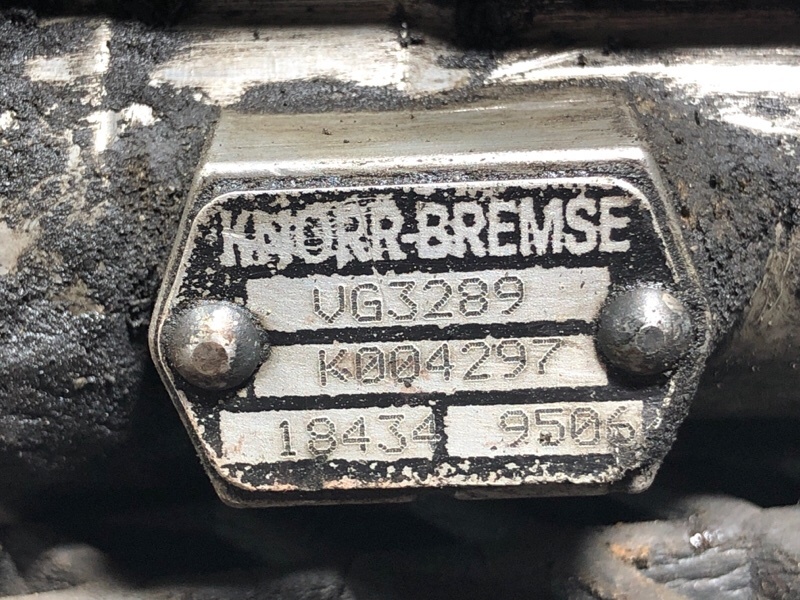 KNORR-BREMSE
VG3289
K004297
18434 9506